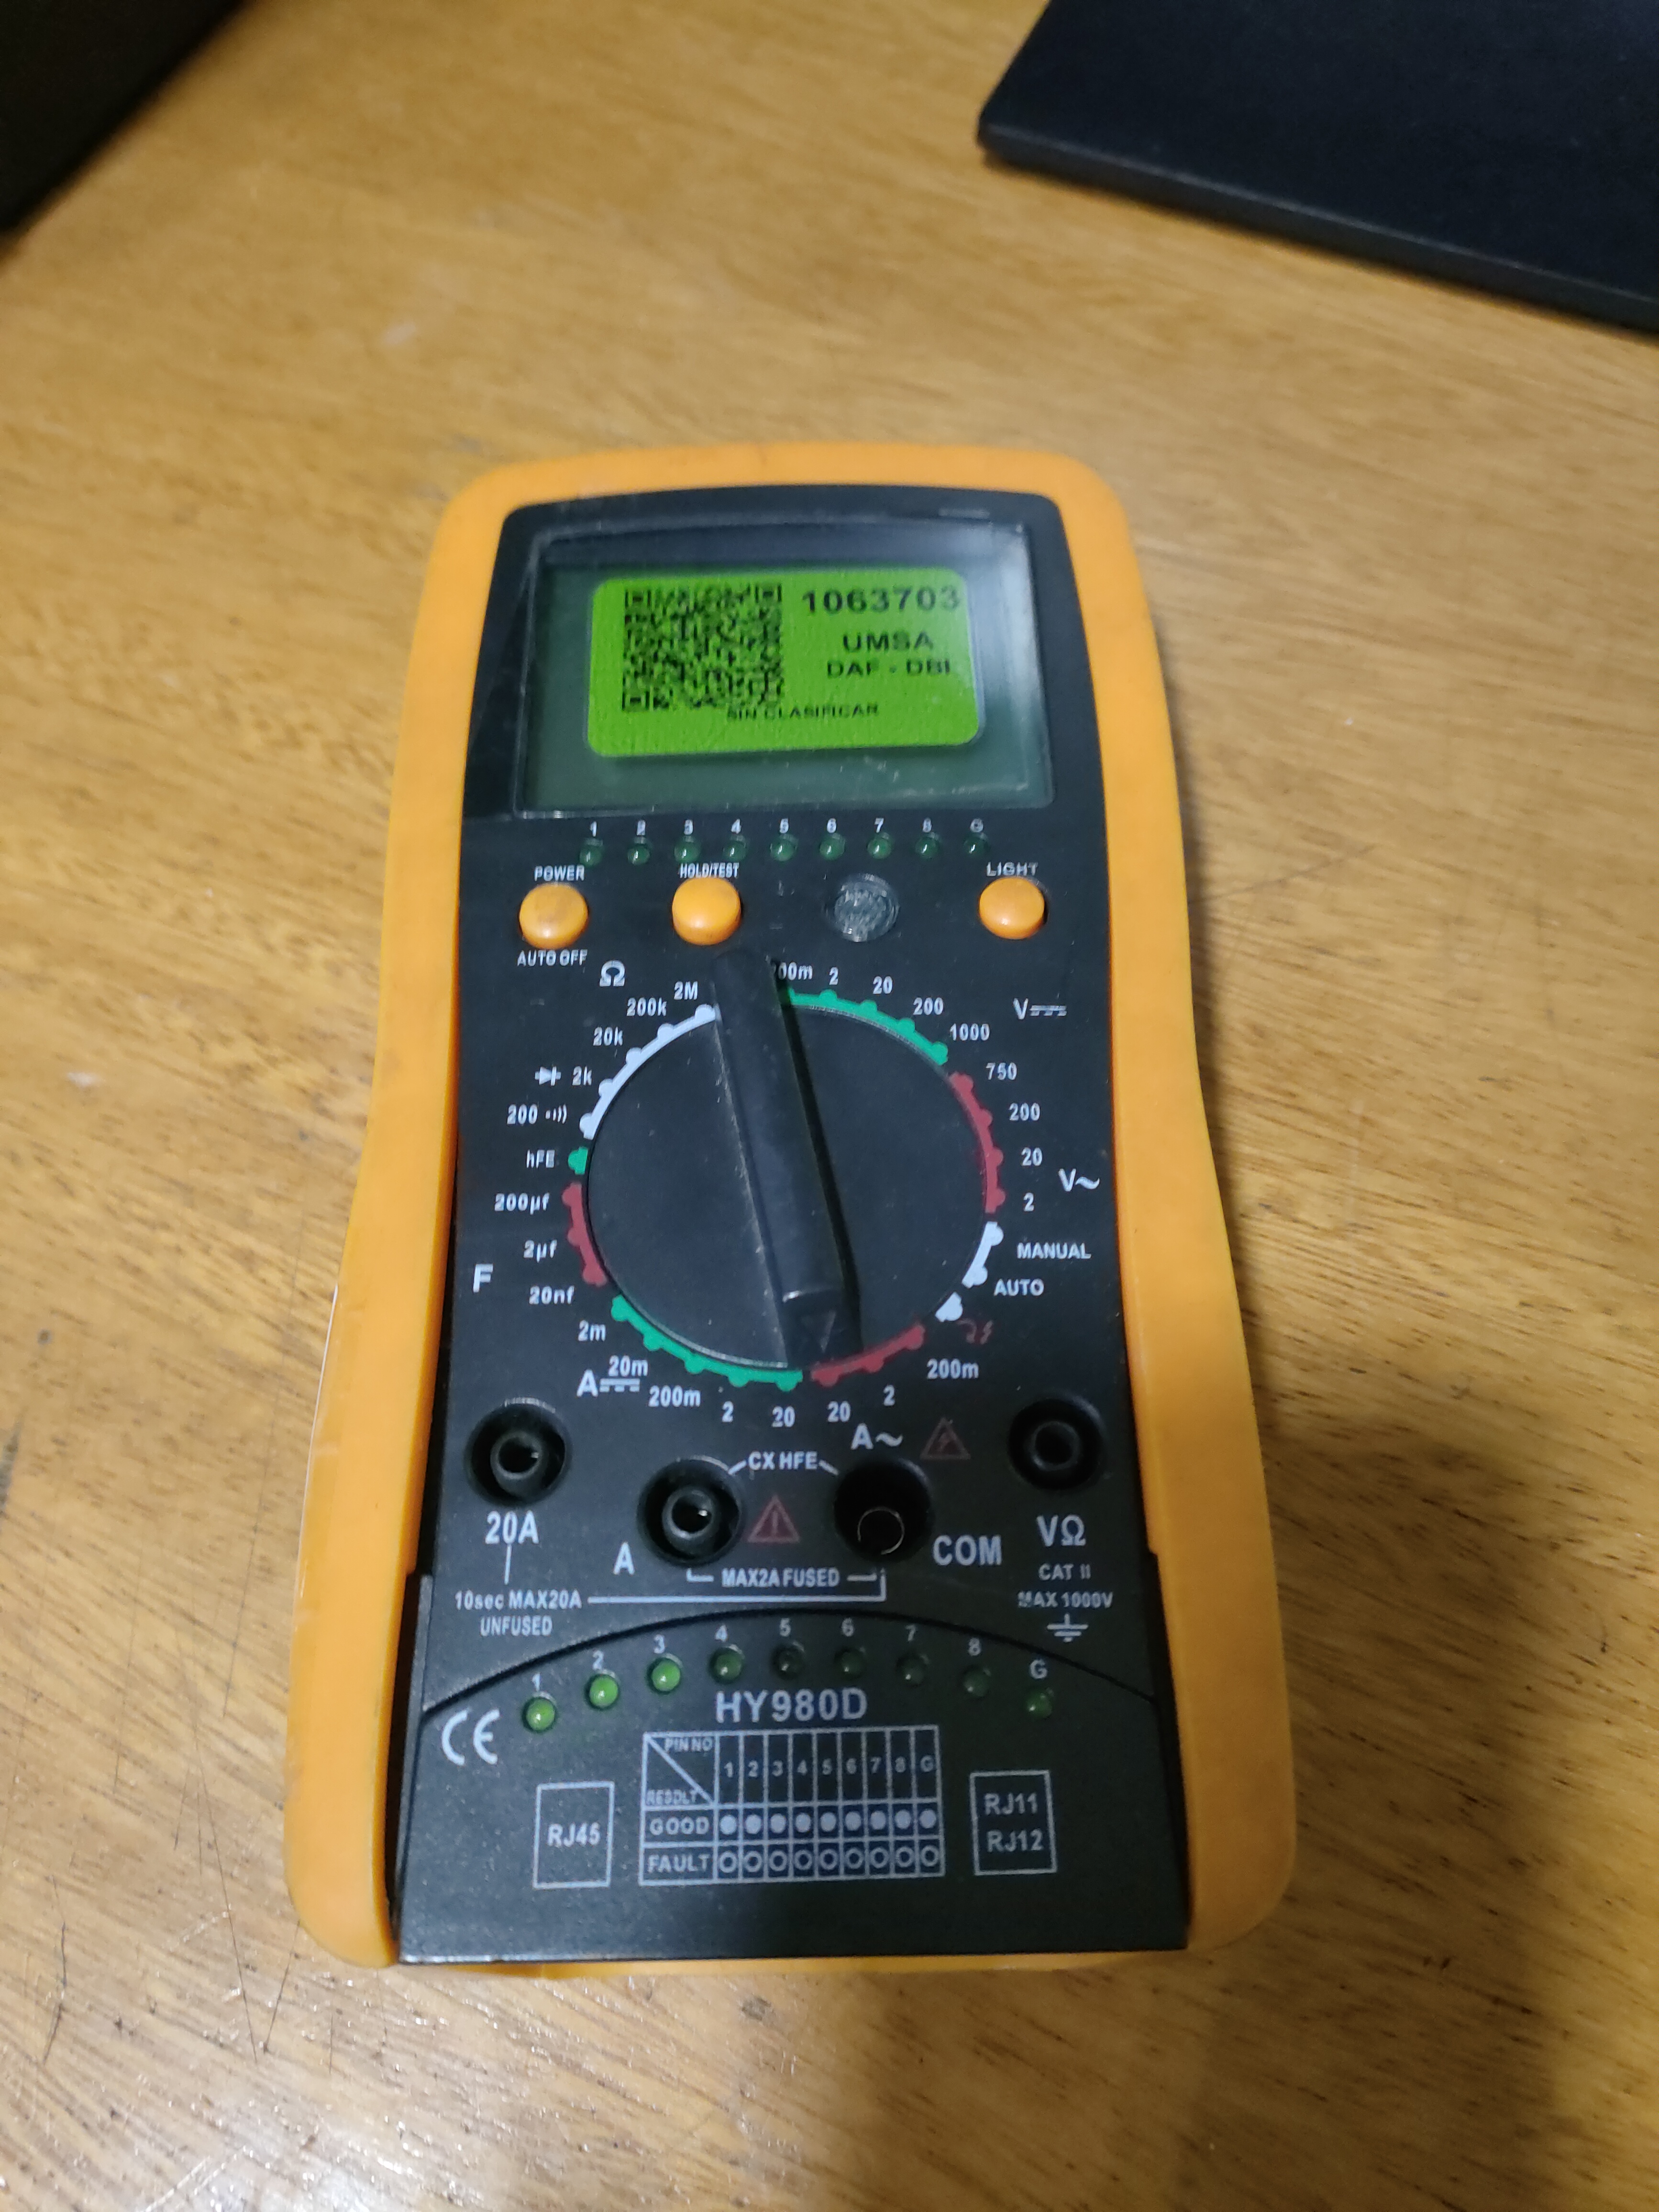 1063703
UMSA
DAF - DBI
SIN CLASIFICAR
1 2 3 4 5 6 7 8 G
POWER HOLD/TEST LIGHT
AUTO OFF
Ω 2M 200k 20k 2k 200
hFE
200µf 2µf 20nf
F
2m 20m 200m 2 20
A
200m 2 20 200 1000
V
750 200 20 2
V~
MANUAL
AUTO
200m 2 20
A~
CX HFE
20A A COM VΩ
MAX2A FUSED
CAT II
10sec MAX20A MAX 1000V
UNFUSED
1 2 3 4 5 6 7 8 G
CE
HY980D
PIN NO 1 2 3 4 5 6 7 8 G
RESDLT
GOOD
FAULT
RJ45
RJ11
RJ12